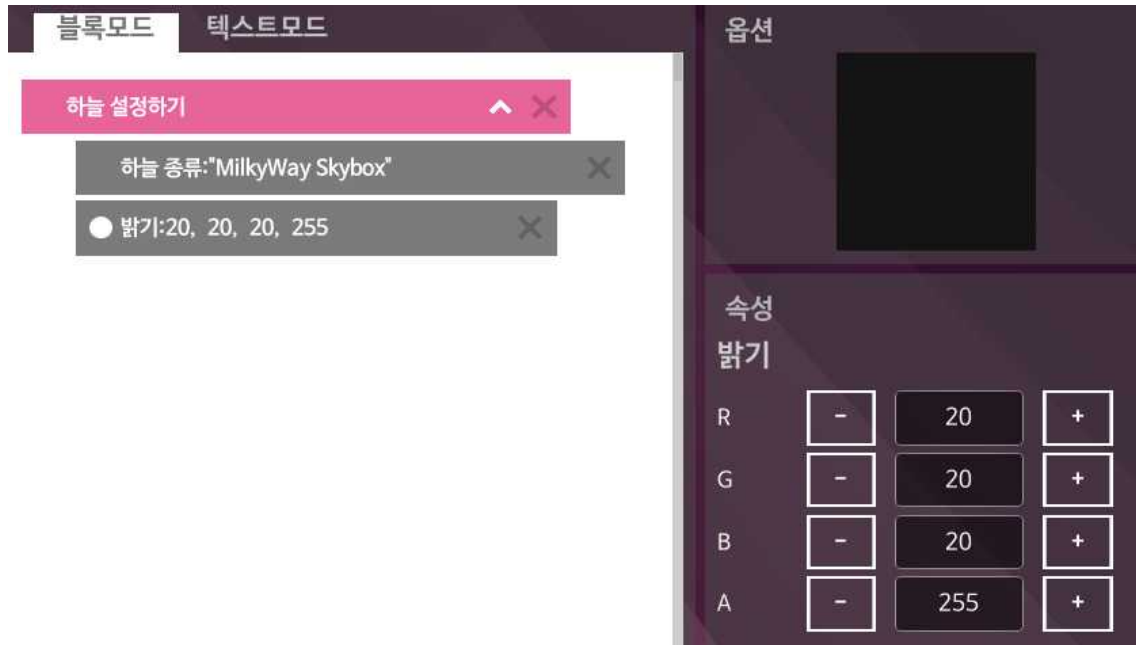 블록모드 텍스트모드
하늘 설정하기
하늘 종류:"MilkyWay Skybox"
밝기:20, 20, 20, 255
옵션
속성
밝기
R - 20 +
G - 20 +
B - 20 +
A - 255 +